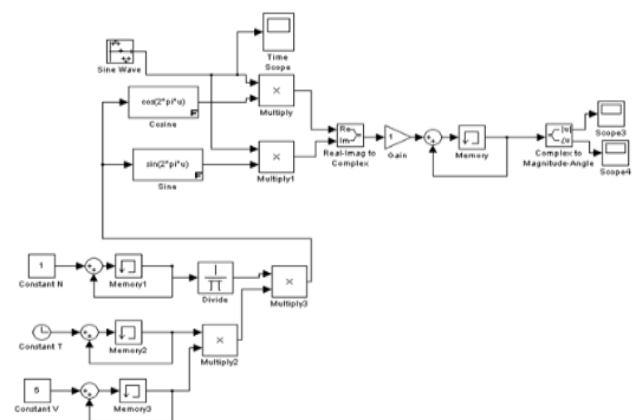 Sine Wave
Time
Scope
cos(2*pi*u)
Cosine
×
Multiply
sin(2*pi*u)
Sine
×
Multiply1
Re
Im
Real-Imag to
Complex
1
Gain
Memory
|u|
∠u
Complex to
Magnitude-Angle
Scope3
Scope4
1
Constant N
Memory1
Divide
×
Multiply3
Constant T
Memory2
×
Multiply2
5
Constant V
Memory3